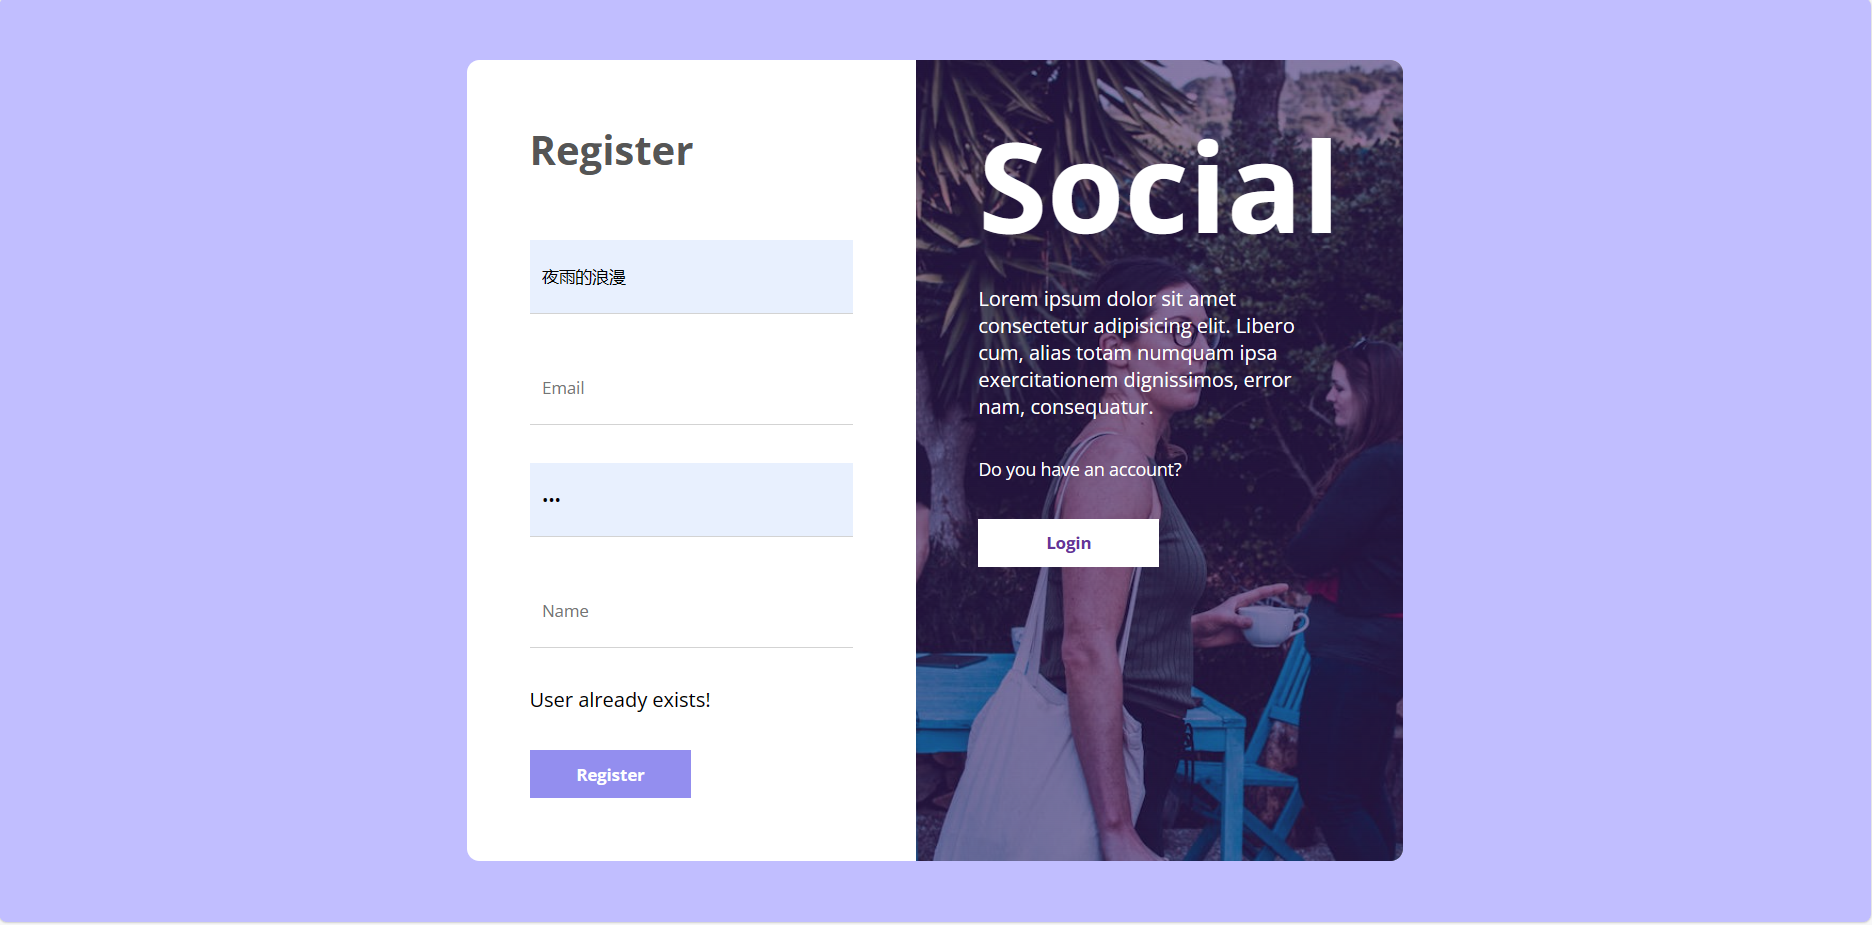 Register
夜雨的浪漫
Email
•••
Name
User already exists!
Register
Social
Lorem ipsum dolor sit amet
consectetur adipisicing elit. Libero
cum, alias totam numquam ipsa
exercitationem dignissimos, error
nam, consequatur.
Do you have an account?
Login